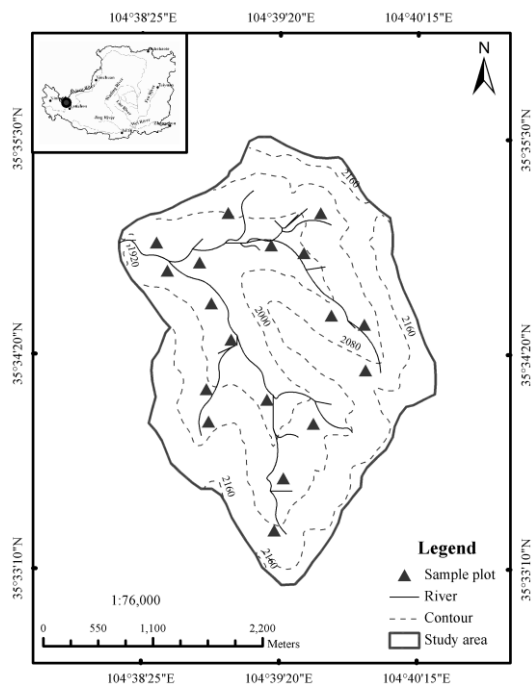 104°38'25"E 104°39'20"E 104°40'15"E
N
35°35'30"N 35°35'30"N
2160
1920
2000
2160
2080
35°34'20"N 35°34'20"N
2160
2160
35°33'10"N 35°33'10"N
Legend
Sample plot
River
Contour
Study area
1:76,000
0 550 1,100 2,200
Meters
104°38'25"E 104°39'20"E 104°40'15"E